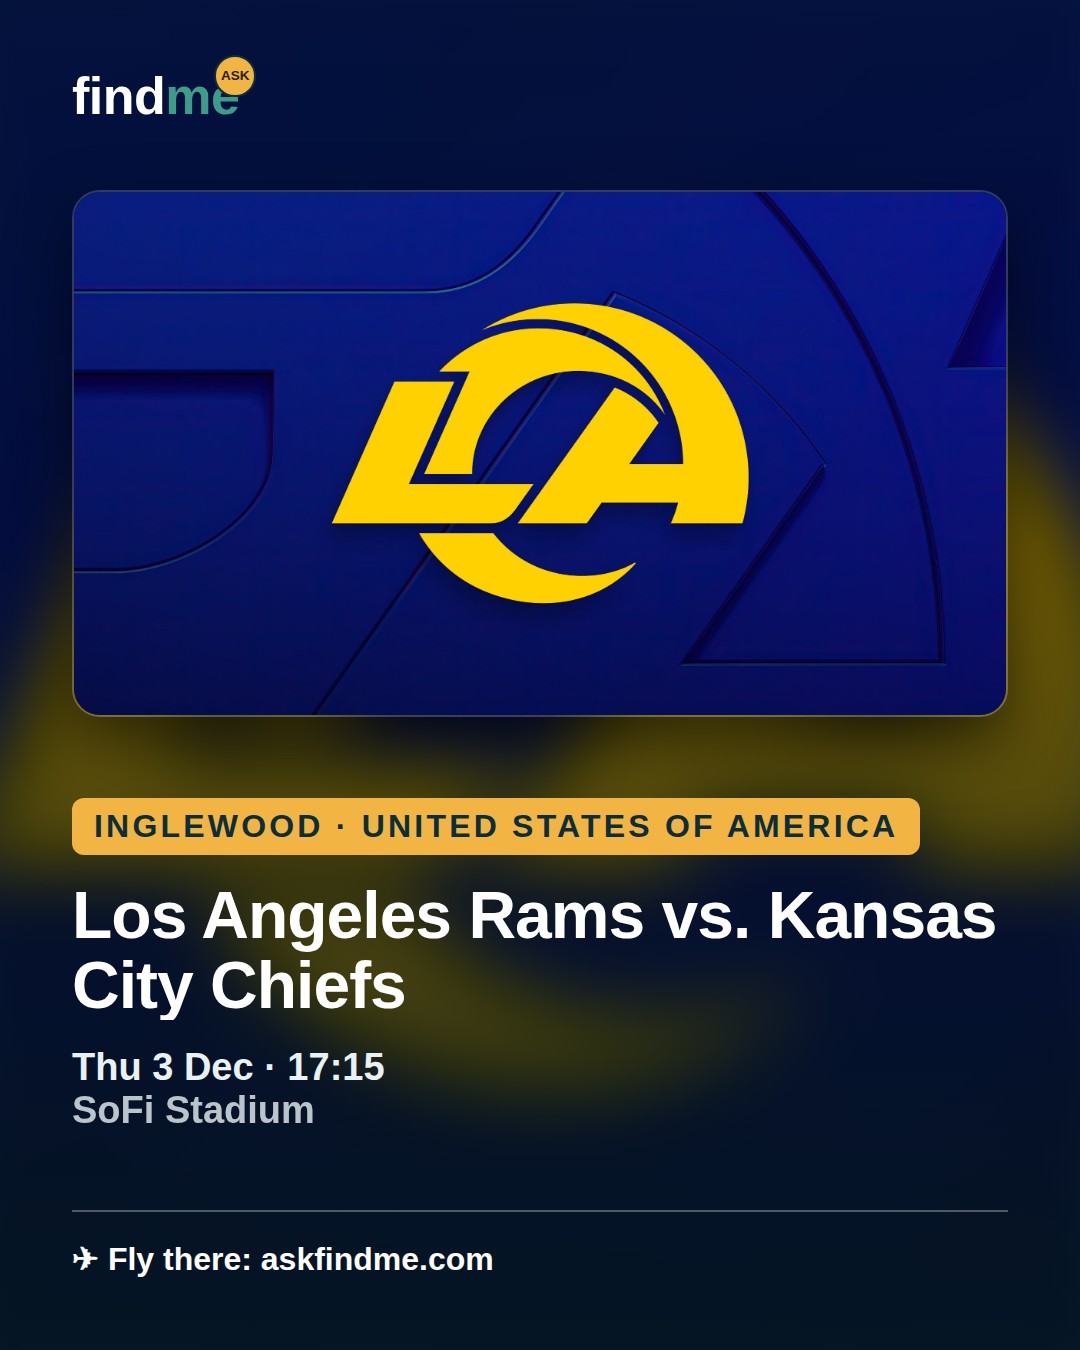 findme
ASK
LA
INGLEWOOD · UNITED STATES OF AMERICA
Los Angeles Rams vs. Kansas
City Chiefs
Thu 3 Dec · 17:15
SoFi Stadium
✈ Fly there: askfindme.com